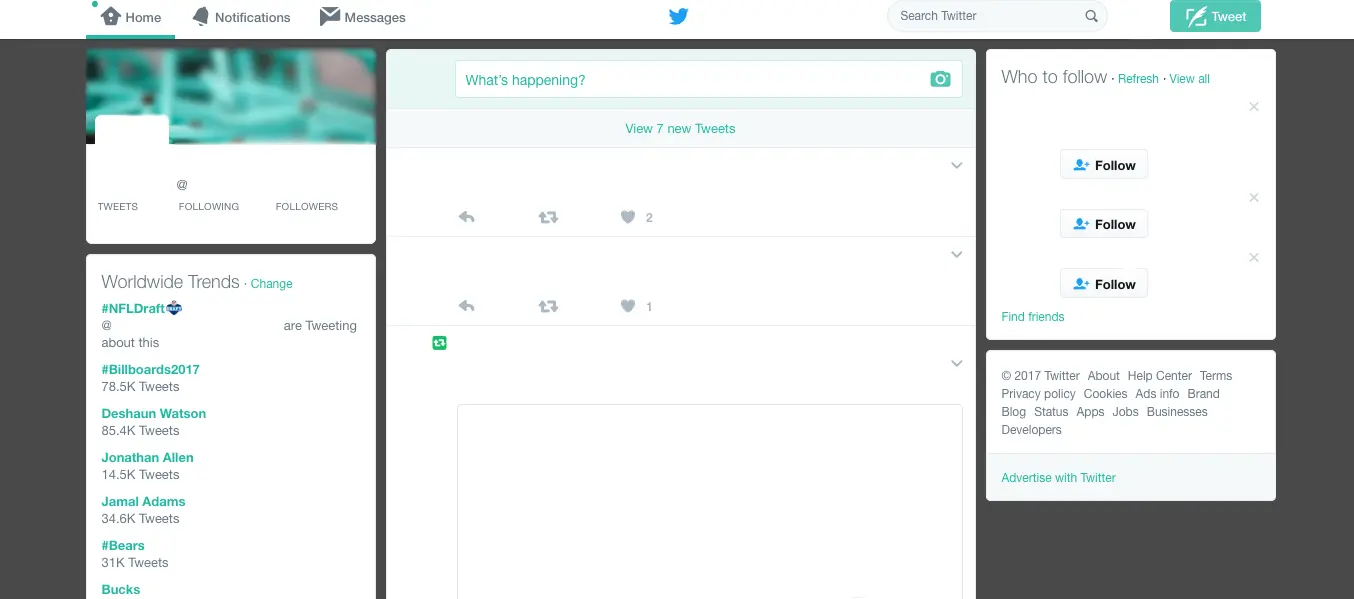 Home Notifications Messages Search Twitter Tweet
@
TWEETS FOLLOWING FOLLOWERS
Worldwide Trends · Change
#NFLDraft
@ are Tweeting
about this
#Billboards2017
78.5K Tweets
Deshaun Watson
85.4K Tweets
Jonathan Allen
14.5K Tweets
Jamal Adams
34.6K Tweets
#Bears
31K Tweets
Bucks
What's happening?
View 7 new Tweets
2
1
Who to follow · Refresh · View all
Follow
Follow
Follow
Find friends
© 2017 Twitter About Help Center Terms
Privacy policy Cookies Ads info Brand
Blog Status Apps Jobs Businesses
Developers
Advertise with Twitter